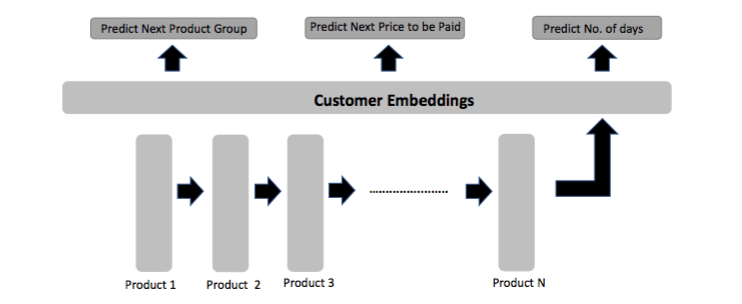 Predict Next Product Group
Predict Next Price to be Paid
Predict No. of days
Customer Embeddings
Product 1
Product 2
Product 3
Product N